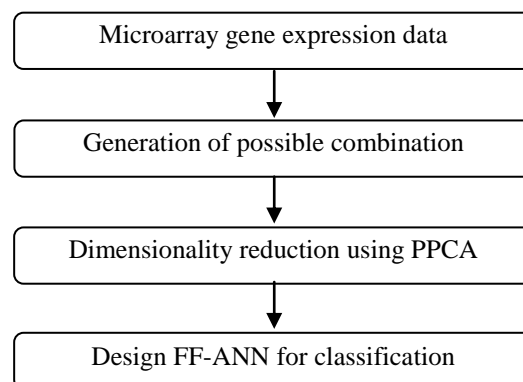 Microarray gene expression data
Generation of possible combination
Dimensionality reduction using PPCA
Design FF-ANN for classification